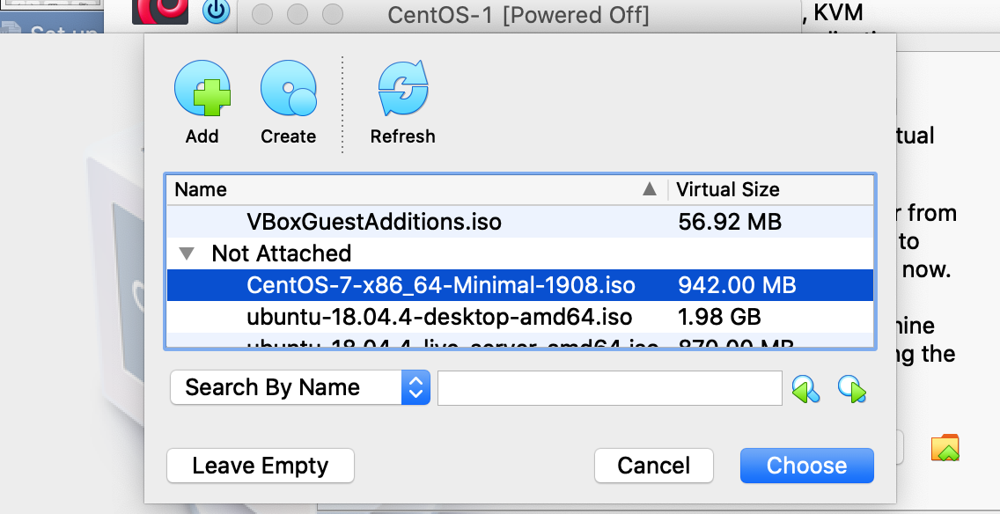 Set up
CentOS-1 [Powered Off]
, KVM
Add
Create
Refresh
tual
Name
Virtual Size
r from
VBoxGuestAdditions.iso
56.92 MB
to
Not Attached
now.
CentOS-7-x86_64-Minimal-1908.iso
942.00 MB
ubuntu-18.04.4-desktop-amd64.iso
1.98 GB
ubuntu-18.04.4-live-server-amd64.iso
870.00 MB
ng the
Search By Name
Leave Empty
Cancel
Choose